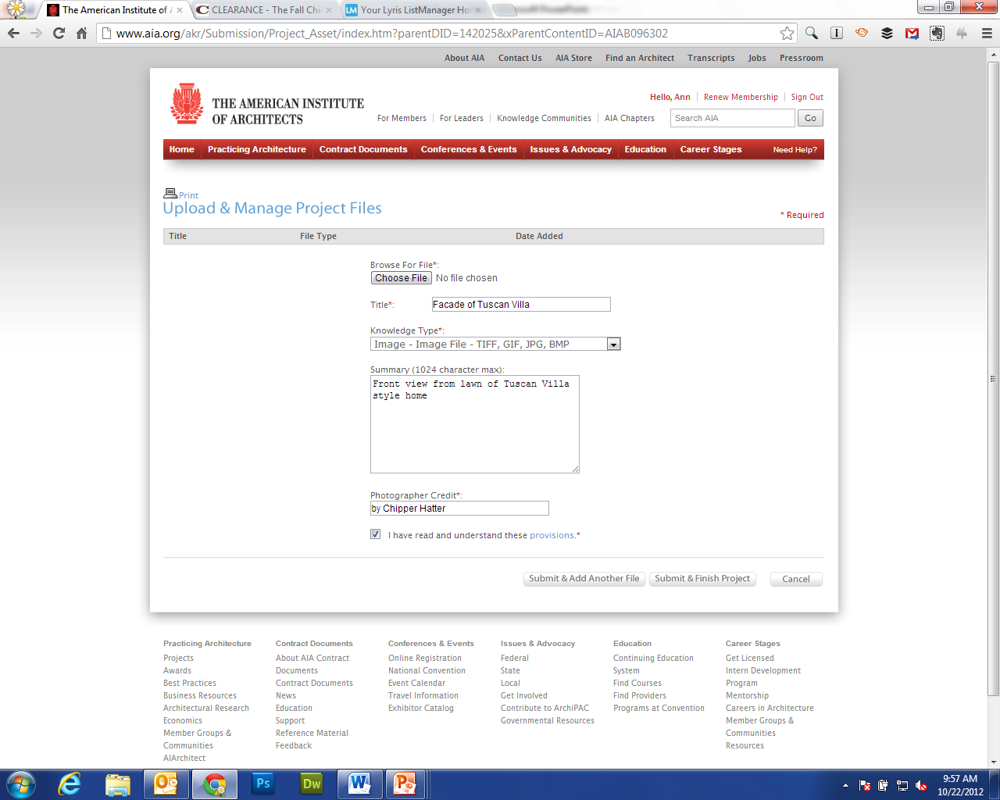 The American Institute of A
CLEARANCE - The Fall Chi
LM Your Lyris ListManager Ho
www.aia.org/akr/Submission/Project_Asset/index.htm?parentDID=142025&xParentContentID=AIAB096302
About AIA Contact Us AIA Store Find an Architect Transcripts Jobs Pressroom
THE AMERICAN INSTITUTE
OF ARCHITECTS
Hello, Ann Renew Membership Sign Out
For Members For Leaders Knowledge Communities AIA Chapters Search AIA Go
Home Practicing Architecture Contract Documents Conferences & Events Issues & Advocacy Education Career Stages Need Help?
Print
Upload & Manage Project Files
* Required
Title File Type Date Added
Browse For File*:
Choose File No file chosen
Title*: Facade of Tuscan Villa
Knowledge Type*:
Image - Image File - TIFF, GIF, JPG, BMP
Summary (1024 character max):
Front view from lawn of Tuscan Villa
style home
Photographer Credit*:
by Chipper Hatter
I have read and understand these provisions.*
Submit & Add Another File Submit & Finish Project Cancel
Practicing Architecture
Projects
Awards
Best Practices
Business Resources
Architectural Research
Economics
Member Groups &
Communities
AIArchitect
Contract Documents
About AIA Contract
Documents
Contract Documents
News
Education
Support
Reference Material
Feedback
Conferences & Events
Online Registration
National Convention
Event Calendar
Travel Information
Exhibitor Catalog
Issues & Advocacy
Federal
State
Local
Get Involved
Contribute to ArchiPAC
Governmental Resources
Education
Continuing Education
System
Find Courses
Find Providers
Programs at Convention
Career Stages
Get Licensed
Intern Development
Program
Mentorship
Careers in Architecture
Member Groups &
Communities
Resources
Ps
Dw
W
P
9:57 AM
10/22/2012